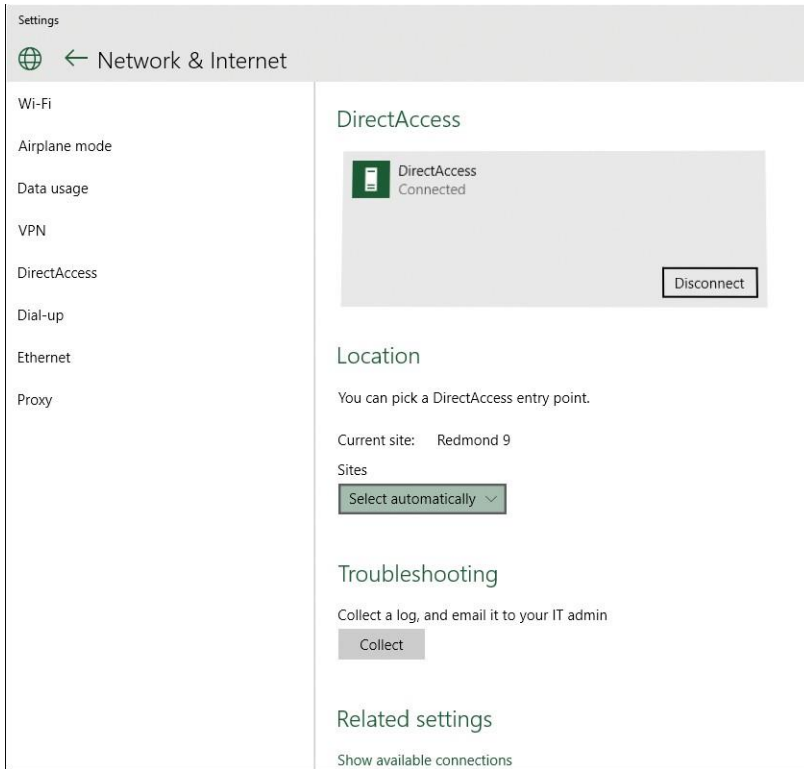 Settings
Network & Internet
Wi-Fi
Airplane mode
Data usage
VPN
DirectAccess
Dial-up
Ethernet
Proxy
DirectAccess
DirectAccess
Connected
Disconnect
Location
You can pick a DirectAccess entry point.
Current site: Redmond 9
Sites
Select automatically
Troubleshooting
Collect a log, and email it to your IT admin
Collect
Related settings
Show available connections